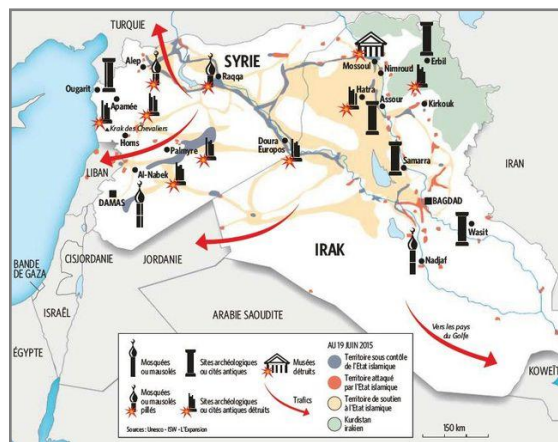 TURQUIE
SYRIE
Alep
Raqqa
Mossoul
Nimroud
Erbil
Ougarit
Apamée
Hatra
Assour
Kirkouk
Krak des Chevaliers
Homs
Palmyre
Doura
Europos
Samarra
IRAN
LIBAN
Al-Nabek
DAMAS
BAGDAD
Wasit
CISJORDANIE
JORDANIE
IRAK
Nadjaf
BANDE
DE GAZA
ISRAËL
ARABIE SAOUDITE
Vers les pays
du Golfe
ÉGYPTE
KOWEÏT
Mosquées
ou mausolés
Sites archéologiques
ou cités antiques
Musées
détruits
Mosquées
ou mausolés
pillés
Sites archéologiques
ou cités antiques détruits
Trafics
Sources : Unesco - ISW - L'Expansion
AU 19 JUIN 2015
Territoire sous contrôle
de l'Etat islamique
Territoire attaqué
par l'Etat islamique
Territoire de soutien
à l'Etat islamique
Kurdistan
irakien
150 km